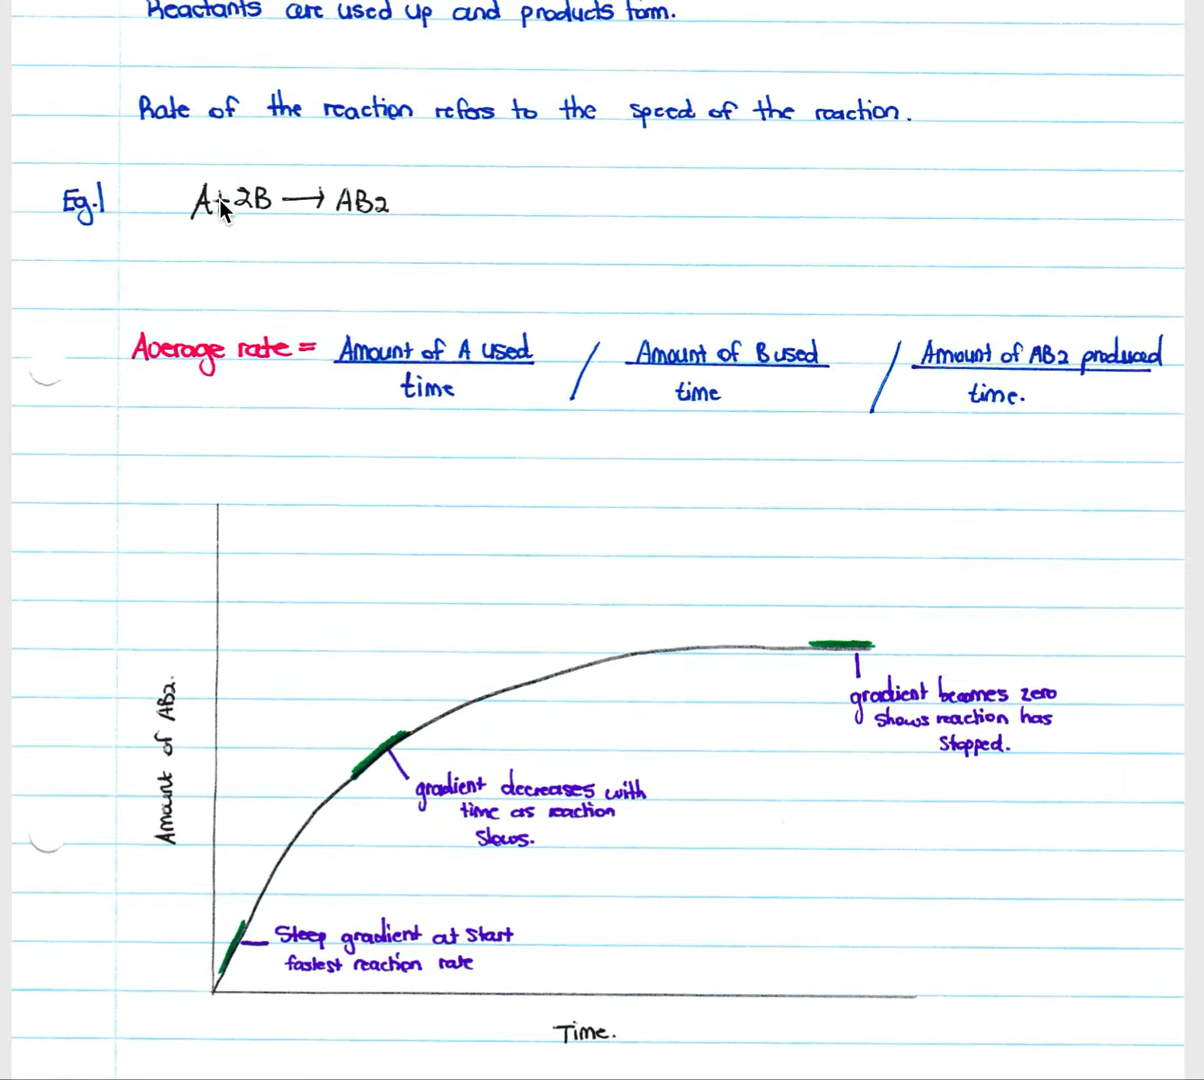 Reactants are used up and products form.
Rate of the reaction refers to the speed of the reaction.
Eg.1 A+2B → AB2
Average rate = Amount of A used / time / Amount of B used / time / Amount of AB2 produced / time.
Amount of AB2.
gradient becomes zero
shows reaction has
stopped.
gradient decreases with
time as reaction
slows.
Steep gradient at start
fastest reaction rate
Time.